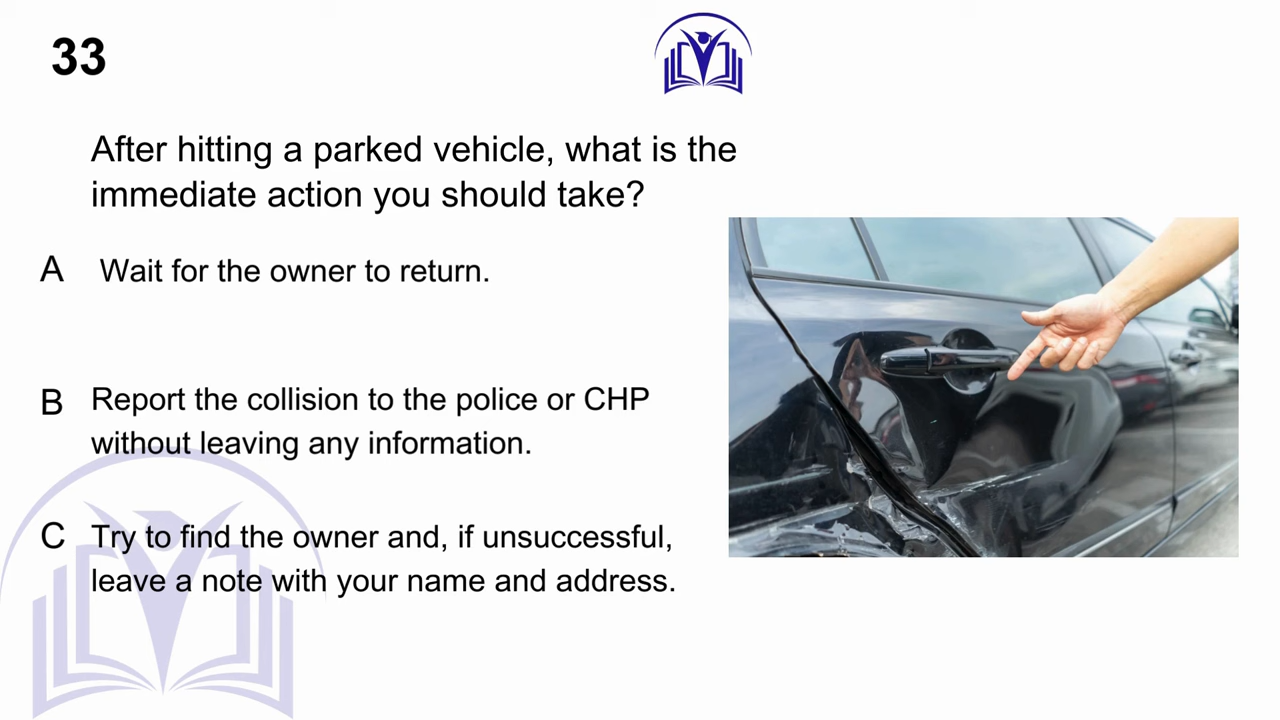 33
After hitting a parked vehicle, what is the
immediate action you should take?
A Wait for the owner to return.
B Report the collision to the police or CHP
without leaving any information.
C Try to find the owner and, if unsuccessful,
leave a note with your name and address.